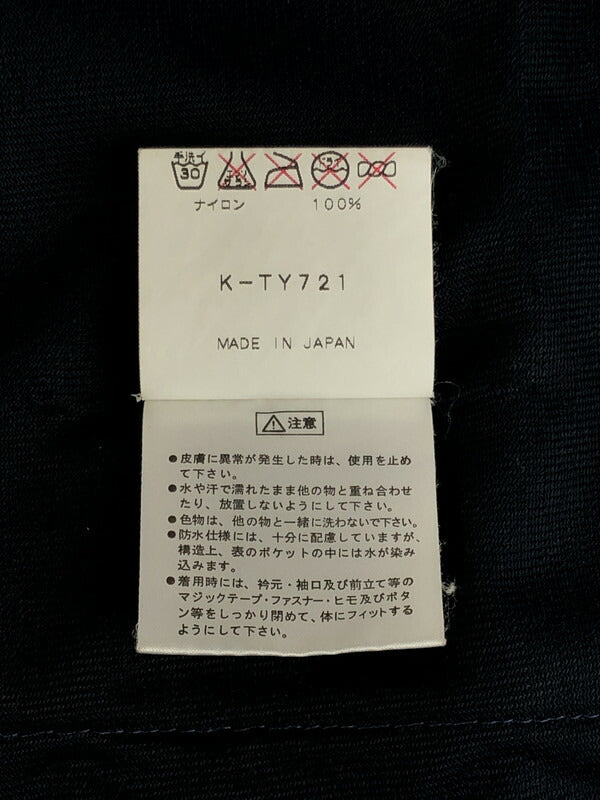 手洗イ
30
エンソ
サラシ
ドライ
ナイロン 100%
K-TY721
MADE IN JAPAN
注意
●皮膚に異常が発生した時は、使用を止め
て下さい。
●水や汗で濡れたまま他の物と重ね合わせ
たり、放置しないようにして下さい。
●色物は、他の物と一緒に洗わないで下さい。
●防水仕様には、十分に配慮していますが、
構造上、表のポケットの中には水が染み
込みます。
●着用時には、衿元・袖口及び前立て等の
マジックテープ・ファスナー・ヒモ及びボタ
ン等をしっかり閉めて、体にフィットする
ようにして下さい。